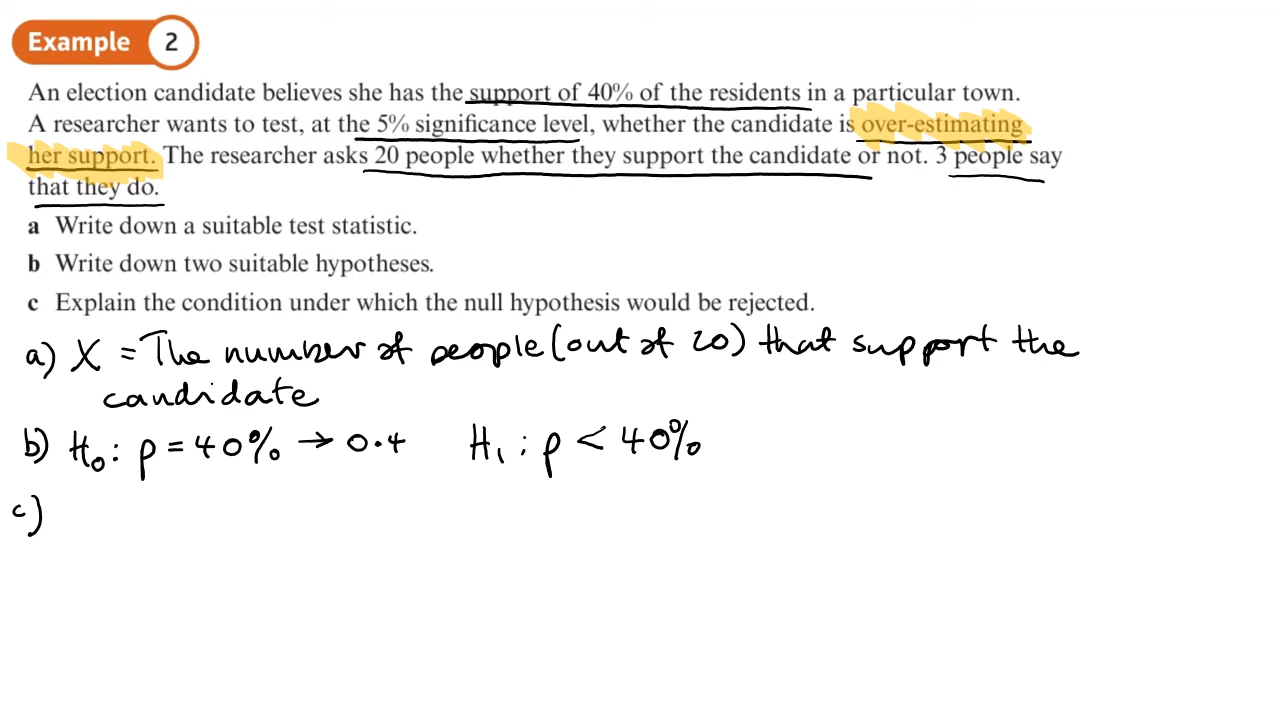 Example 2
An election candidate believes she has the support of 40% of the residents in a particular town.
A researcher wants to test, at the 5% significance level, whether the candidate is over-estimating
her support. The researcher asks 20 people whether they support the candidate or not. 3 people say
that they do.
a Write down a suitable test statistic.
b Write down two suitable hypotheses.
c Explain the condition under which the null hypothesis would be rejected.
a) X = The number of people (out of 20) that support the
candidate
b) H₀: p = 40% → 0.4 H₁: p < 40%
c)